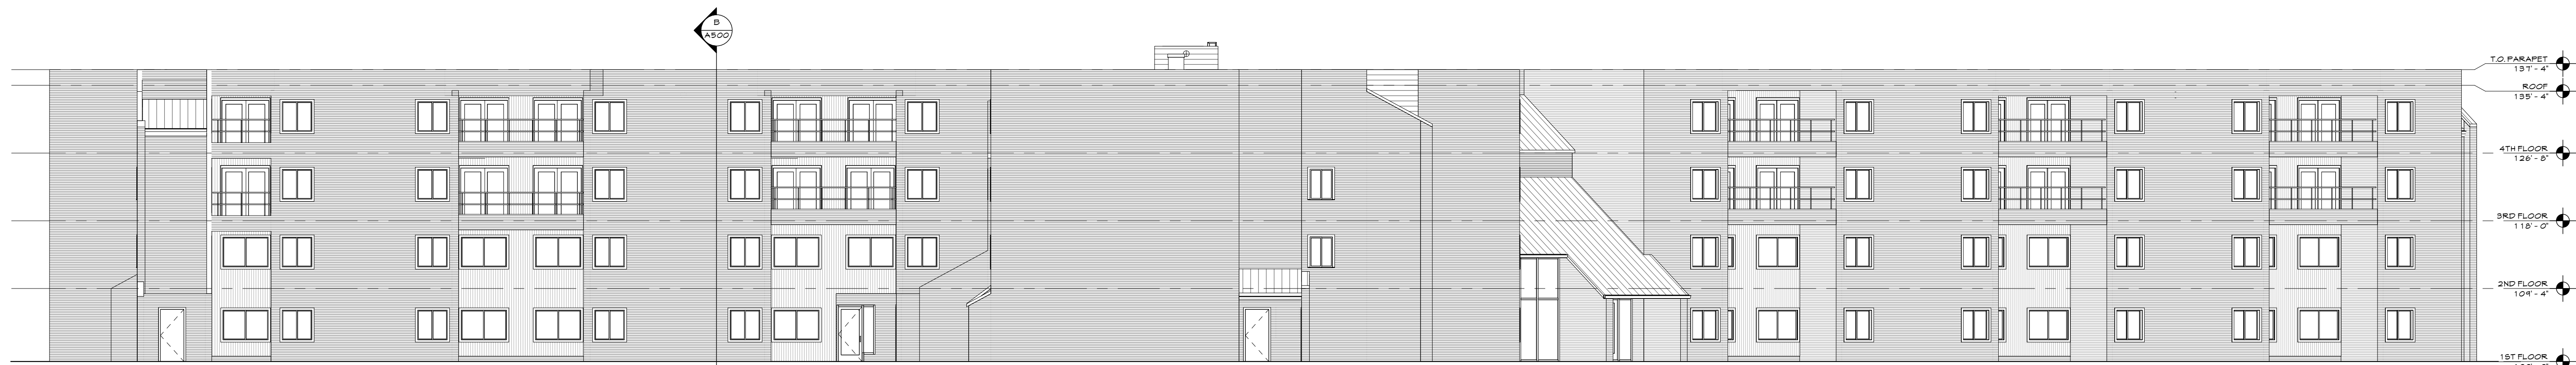 B
A500
T.O. PARAPET
137' - 4"
ROOF
135' - 4"
4TH FLOOR
126' - 8"
3RD FLOOR
118' - 0"
2ND FLOOR
109' - 4"
1ST FLOOR